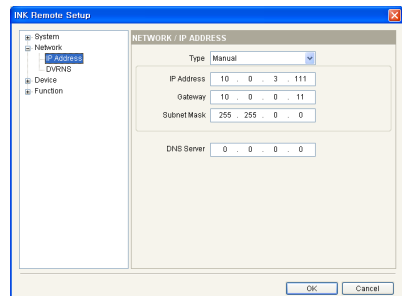 INK Remote Setup
System
Network
IP Address
DVRNS
Device
Function
NETWORK / IP ADDRESS
Type Manual
IP Address 10 . 0 . 3 . 111
Gateway 10 . 0 . 0 . 11
Subnet Mask 255 . 255 . 0 . 0
DNS Server 0 . 0 . 0 . 0
OK Cancel